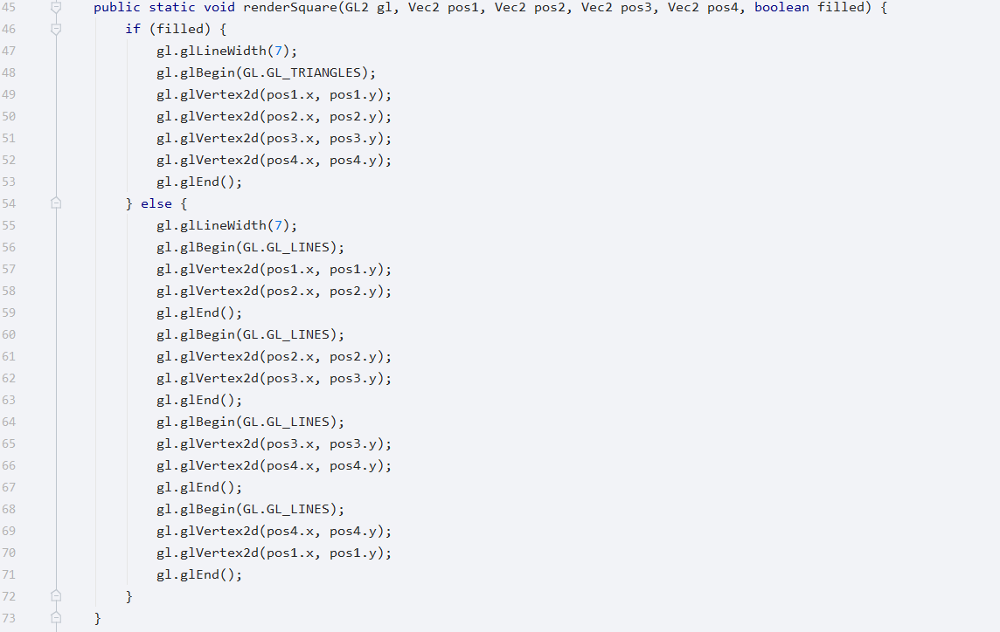 45 public static void renderSquare(GL2 gl, Vec2 pos1, Vec2 pos2, Vec2 pos3, Vec2 pos4, boolean filled) {
46 if (filled) {
47 gl.glLineWidth(7);
48 gl.glBegin(GL.GL_TRIANGLES);
49 gl.glVertex2d(pos1.x, pos1.y);
50 gl.glVertex2d(pos2.x, pos2.y);
51 gl.glVertex2d(pos3.x, pos3.y);
52 gl.glVertex2d(pos4.x, pos4.y);
53 gl.glEnd();
54 } else {
55 gl.glLineWidth(7);
56 gl.glBegin(GL.GL_LINES);
57 gl.glVertex2d(pos1.x, pos1.y);
58 gl.glVertex2d(pos2.x, pos2.y);
59 gl.glEnd();
60 gl.glBegin(GL.GL_LINES);
61 gl.glVertex2d(pos2.x, pos2.y);
62 gl.glVertex2d(pos3.x, pos3.y);
63 gl.glEnd();
64 gl.glBegin(GL.GL_LINES);
65 gl.glVertex2d(pos3.x, pos3.y);
66 gl.glVertex2d(pos4.x, pos4.y);
67 gl.glEnd();
68 gl.glBegin(GL.GL_LINES);
69 gl.glVertex2d(pos4.x, pos4.y);
70 gl.glVertex2d(pos1.x, pos1.y);
71 gl.glEnd();
72 }
73 }